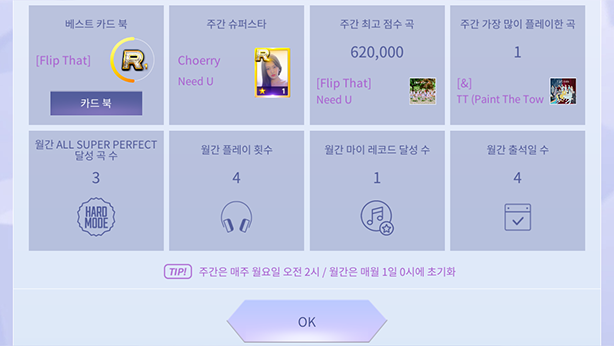 베스트 카드 북
[Flip That]
R
카드 북
주간 슈퍼스타
Choerry
Need U
R
1
주간 최고 점수 곡
620,000
[Flip That]
Need U
주간 가장 많이 플레이한 곡
1
[&]
TT (Paint The Tow
월간 ALL SUPER PERFECT
달성 곡 수
3
HARD
MODE
월간 플레이 횟수
4
월간 마이 레코드 달성 수
1
월간 출석일 수
4
TIP! 주간은 매주 월요일 오전 2시 / 월간은 매월 1일 0시에 초기화
OK